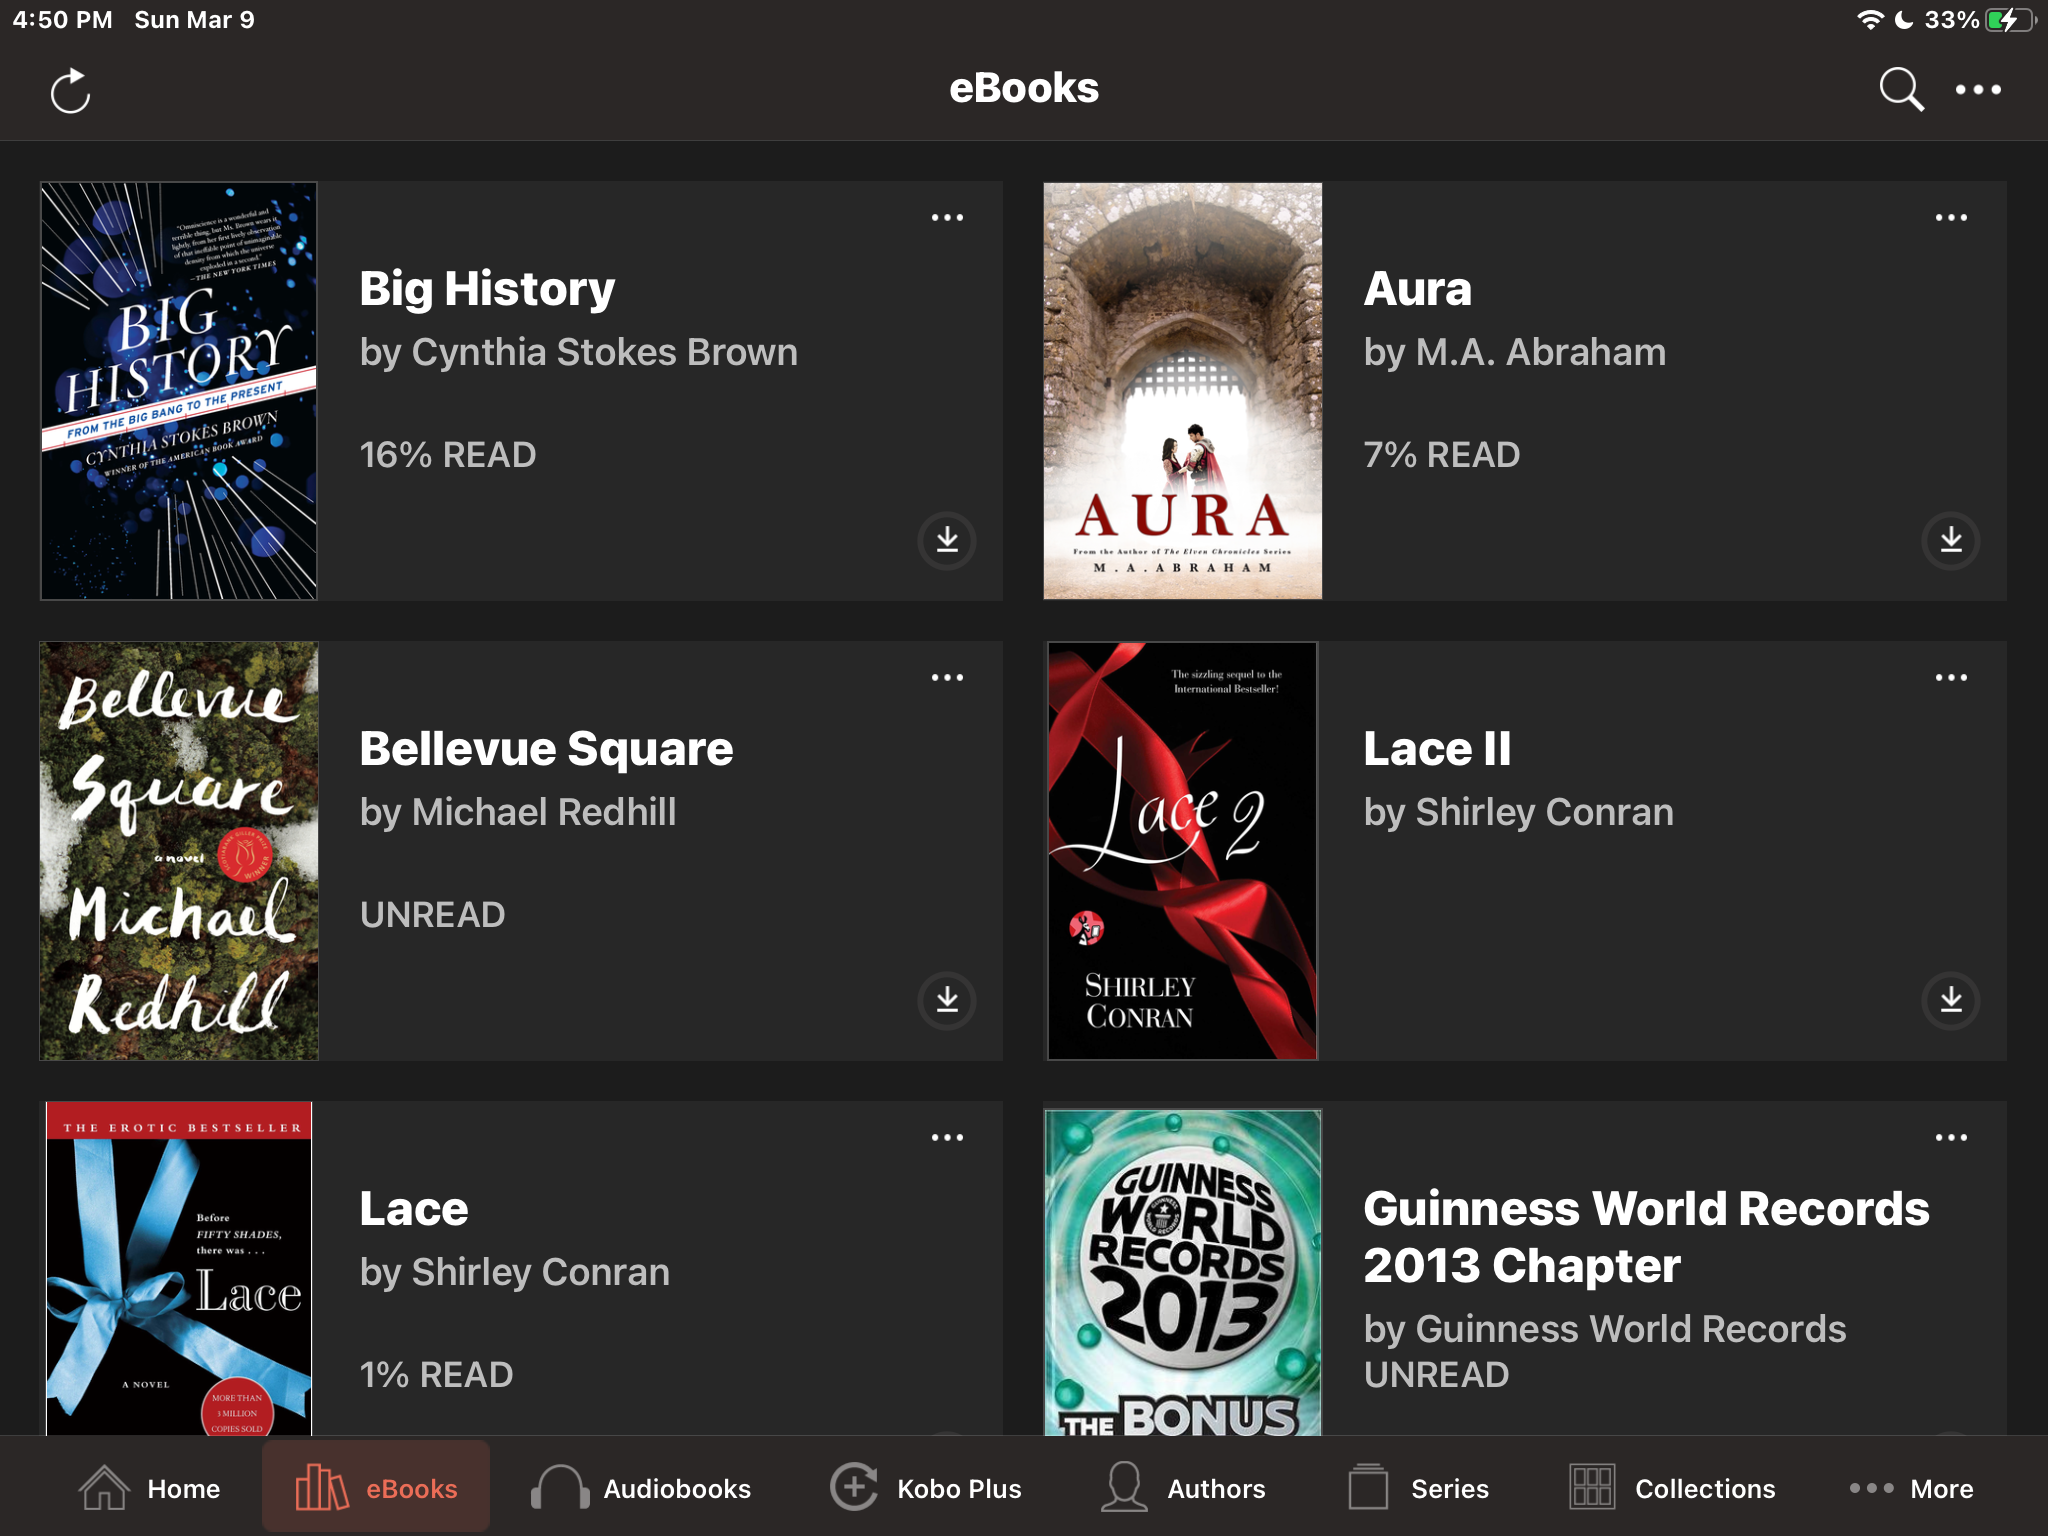 4:50 PM Sun Mar 9
33%
eBooks
"Omniscience is a wonderful and
terrible thing, but Ms. Brown wears it
lightly, from her first lively observation
of that ineffable point of unimaginable
density from which the universe
exploded in a second."
—THE NEW YORK TIMES
BIG
HISTORY
FROM THE BIG BANG TO THE PRESENT
CYNTHIA STOKES BROWN
WINNER OF THE AMERICAN BOOK AWARD
Big History
by Cynthia Stokes Brown
16% READ
AURA
From the Author of The Elven Chronicles Series
M.A.ABRAHAM
Aura
by M.A. Abraham
7% READ
Bellevue
Square
a novel
SCOTIABANK GILLER PRIZE WINNER
Michael
Redhill
Bellevue Square
by Michael Redhill
UNREAD
The sizzling sequel to the
International Bestseller!
Lace 2
SHIRLEY
CONRAN
Lace II
by Shirley Conran
THE EROTIC BESTSELLER
Before
FIFTY SHADES,
there was . . .
Lace
A NOVEL
MORE THAN
3 MILLION
COPIES SOLD
Lace
by Shirley Conran
1% READ
GUINNESS
WORLD
RECORDS
2013
THE BONUS
Guinness World Records
2013 Chapter
by Guinness World Records
UNREAD
Home
eBooks
Audiobooks
Kobo Plus
Authors
Series
Collections
More